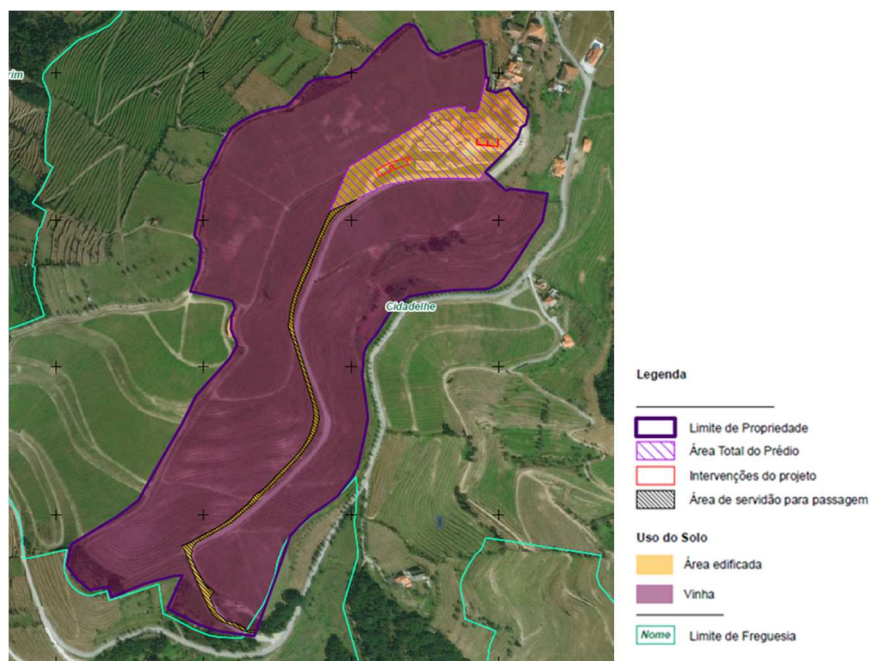 rim
Cidadelhe
Legenda
Limite de Propriedade
Área Total do Prédio
Intervenções do projeto
Área de servidão para passagem
Uso do Solo
Área edificada
Vinha
Nome Limite de Freguesia